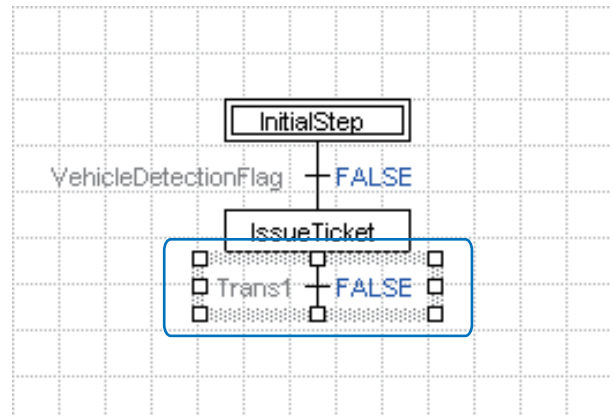 InitialStep
VehicleDetectionFlag FALSE
IssueTicket
Trans1 FALSE